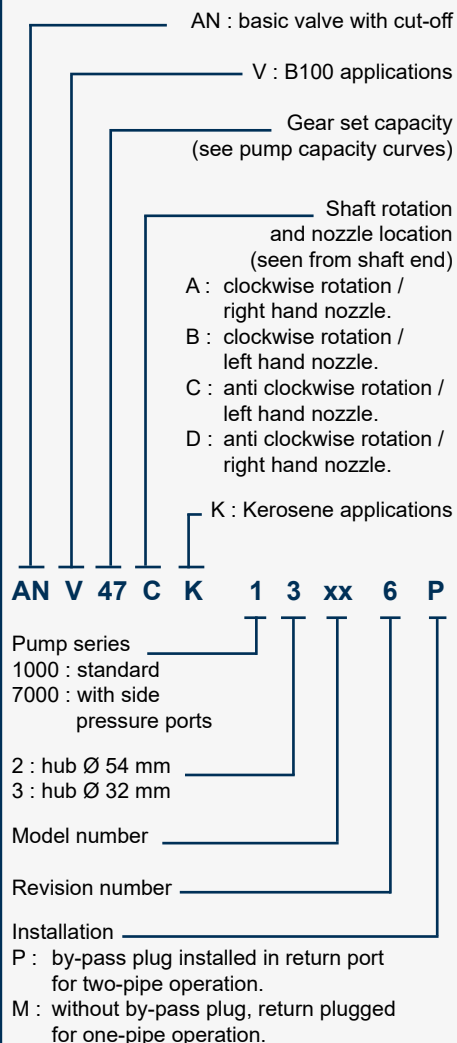 AN : basic valve with cut-off
V : B100 applications
Gear set capacity
(see pump capacity curves)
Shaft rotation
and nozzle location
(seen from shaft end)
A : clockwise rotation /
right hand nozzle.
B : clockwise rotation /
left hand nozzle.
C : anti clockwise rotation /
left hand nozzle.
D : anti clockwise rotation /
right hand nozzle.
K : Kerosene applications
AN V 47 C K 1 3 xx 6 P
Pump series
1000 : standard
7000 : with side
pressure ports
2 : hub Ø 54 mm
3 : hub Ø 32 mm
Model number
Revision number
Installation
P : by-pass plug installed in return port
for two-pipe operation.
M : without by-pass plug, return plugged
for one-pipe operation.